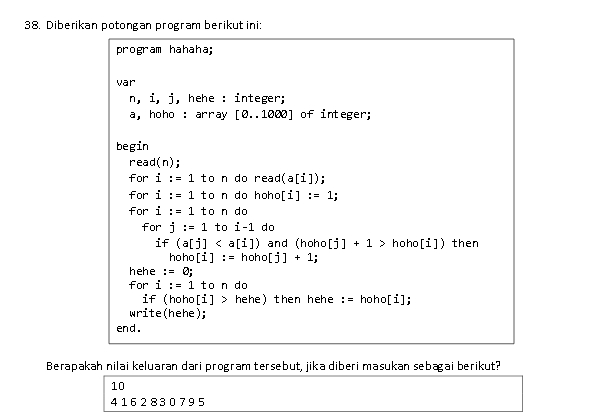 38. Diberikan potongan program berikut ini:
program hahaha;
var
n, i, j, hehe : integer;
a, hoho : array [0..1000] of integer;
begin
read(n);
for i := 1 to n do read(a[i]);
for i := 1 to n do hoho[i] := 1;
for i := 1 to n do
for j := 1 to i-1 do
if (a[j] < a[i]) and (hoho[j] + 1 > hoho[i]) then
hoho[i] := hoho[j] + 1;
hehe := 0;
for i := 1 to n do
if (hoho[i] > hehe) then hehe := hoho[i];
write(hehe);
end.
Berapakah nilai keluaran dari program tersebut, jika diberi masukan sebagai berikut?
10
4 1 6 2 8 3 0 7 9 5